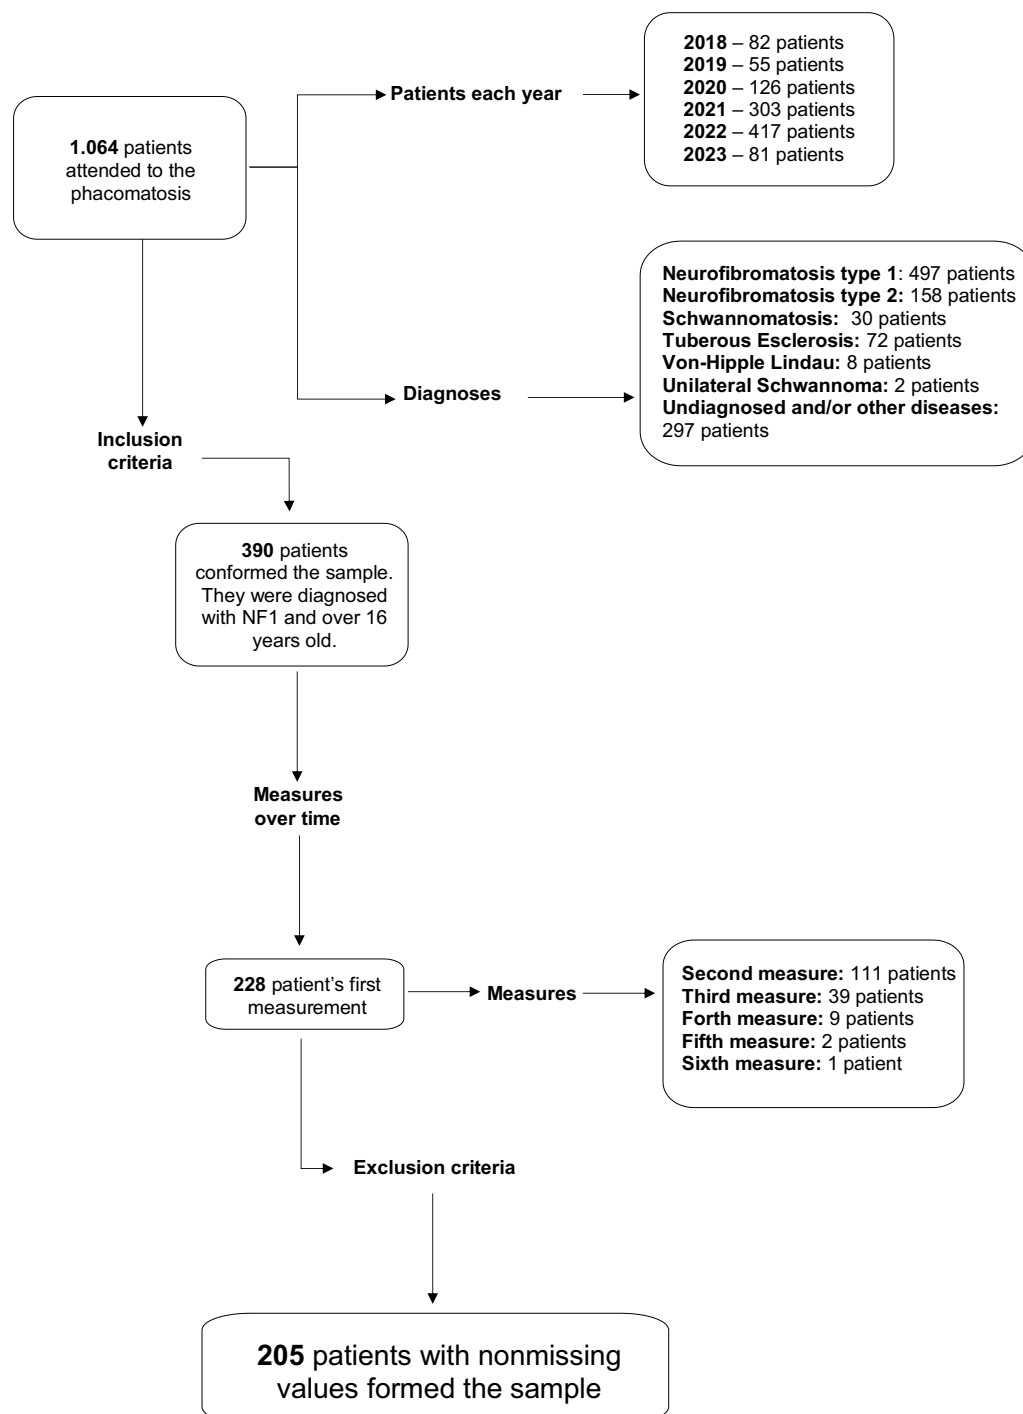 1.064 patients
attended to the
phacomatosis
Patients each year
2018 – 82 patients
2019 – 55 patients
2020 – 126 patients
2021 – 303 patients
2022 – 417 patients
2023 – 81 patients
Diagnoses
Neurofibromatosis type 1: 497 patients
Neurofibromatosis type 2: 158 patients
Schwannomatosis: 30 patients
Tuberous Esclerosis: 72 patients
Von-Hipple Lindau: 8 patients
Unilateral Schwannoma: 2 patients
Undiagnosed and/or other diseases:
297 patients
Inclusion
criteria
390 patients
conformed the sample.
They were diagnosed
with NF1 and over 16
years old.
Measures
over time
228 patient’s first
measurement
Measures
Second measure: 111 patients
Third measure: 39 patients
Forth measure: 9 patients
Fifth measure: 2 patients
Sixth measure: 1 patient
Exclusion criteria
205 patients with nonmissing
values formed the sample